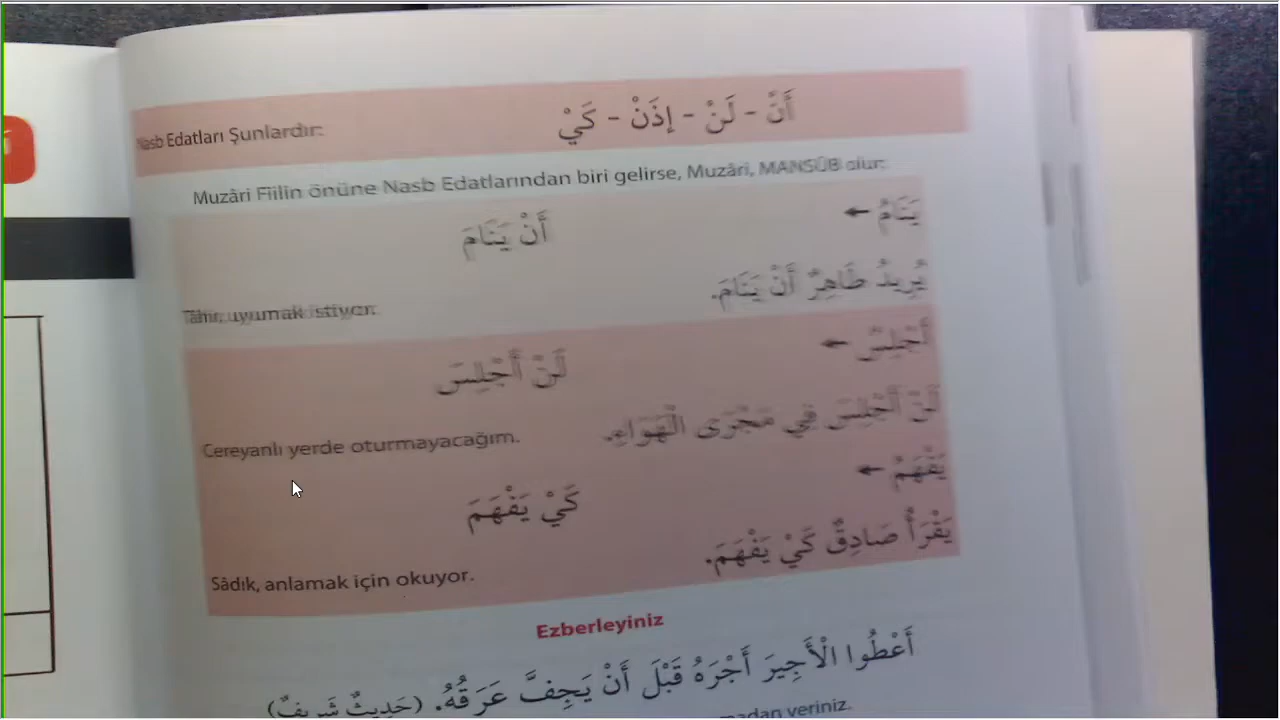 Nasb Edatları Şunlardır: أَنْ - لَنْ - إِذَنْ - كَيْ
Muzâri Fiilin önüne Nasb Edatlarından biri gelirse, Muzâri, MANSÛB olur:
يَنَامُ ← أَنْ يَنَامَ
يُرِيدُ طَاهِرٌ أَنْ يَنَامَ.
Tâhir, uyumak istiyor.
أَجْلِسُ ← لَنْ أَجْلِسَ
لَنْ أَجْلِسَ فِي مَجْرَى الْهَوَاءِ.
Cereyanlı yerde oturmayacağım.
يَفْهَمُ ← كَيْ يَفْهَمَ
يَقْرَأُ صَادِقٌ كَيْ يَفْهَمَ.
Sâdık, anlamak için okuyor.
Ezberleyiniz
أَعْطُوا الْأَجِيرَ أَجْرَهُ قَبْلَ أَنْ يَجِفَّ عَرَقُهُ. (حَدِيثٌ شَرِيفٌ)
veriniz.